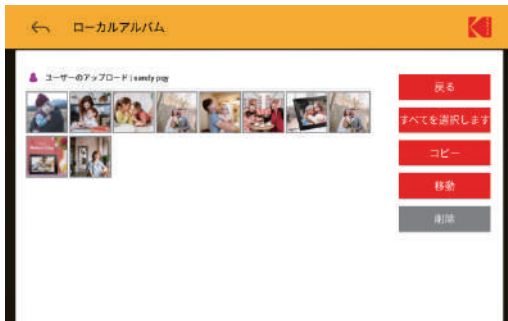 ローカルアルバム
ユーザーのアップロード | sandy pqy
戻る
すべてを選択します
コピー
移動
削除